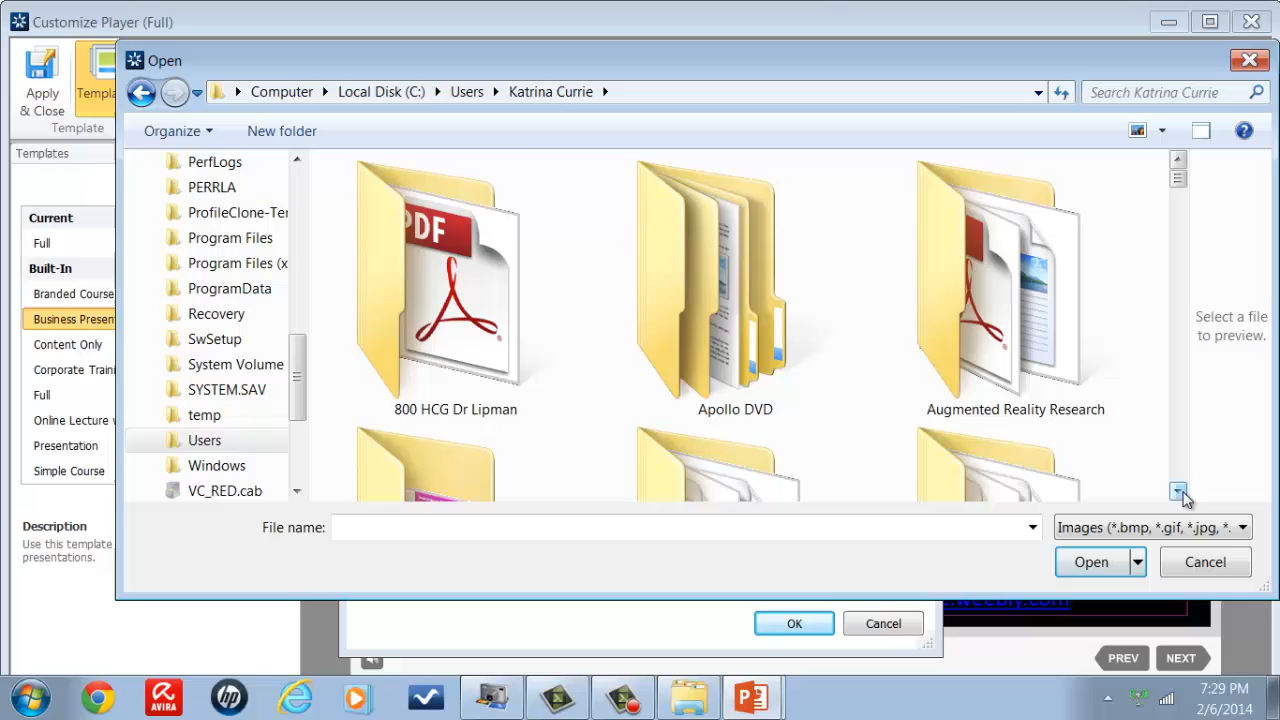 Customize Player (Full)
Open
Computer
Local Disk (C:)
Users
Katrina Currie
Search Katrina Currie
Organize
New folder
Apply
& Close
Templa
Template
Templates
Current
Full
Built-In
Branded Course
Business Presen
Content Only
Corporate Traini
Full
Online Lecture
Presentation
Simple Course
Description
Use this template
presentations.
PerfLogs
PERRLA
ProfileClone-Ter
Program Files
Program Files (x
ProgramData
Recovery
SwSetup
System Volume
SYSTEM.SAV
temp
Users
Windows
VC_RED.cab
PDF
800 HCG Dr Lipman
Apollo DVD
Augmented Reality Research
Select a file
to preview.
File name:
Images (*.bmp, *.gif, *.jpg, *.
Open
Cancel
OK
Cancel
PREV
NEXT
AVIRA
hp
7:29 PM
2/6/2014